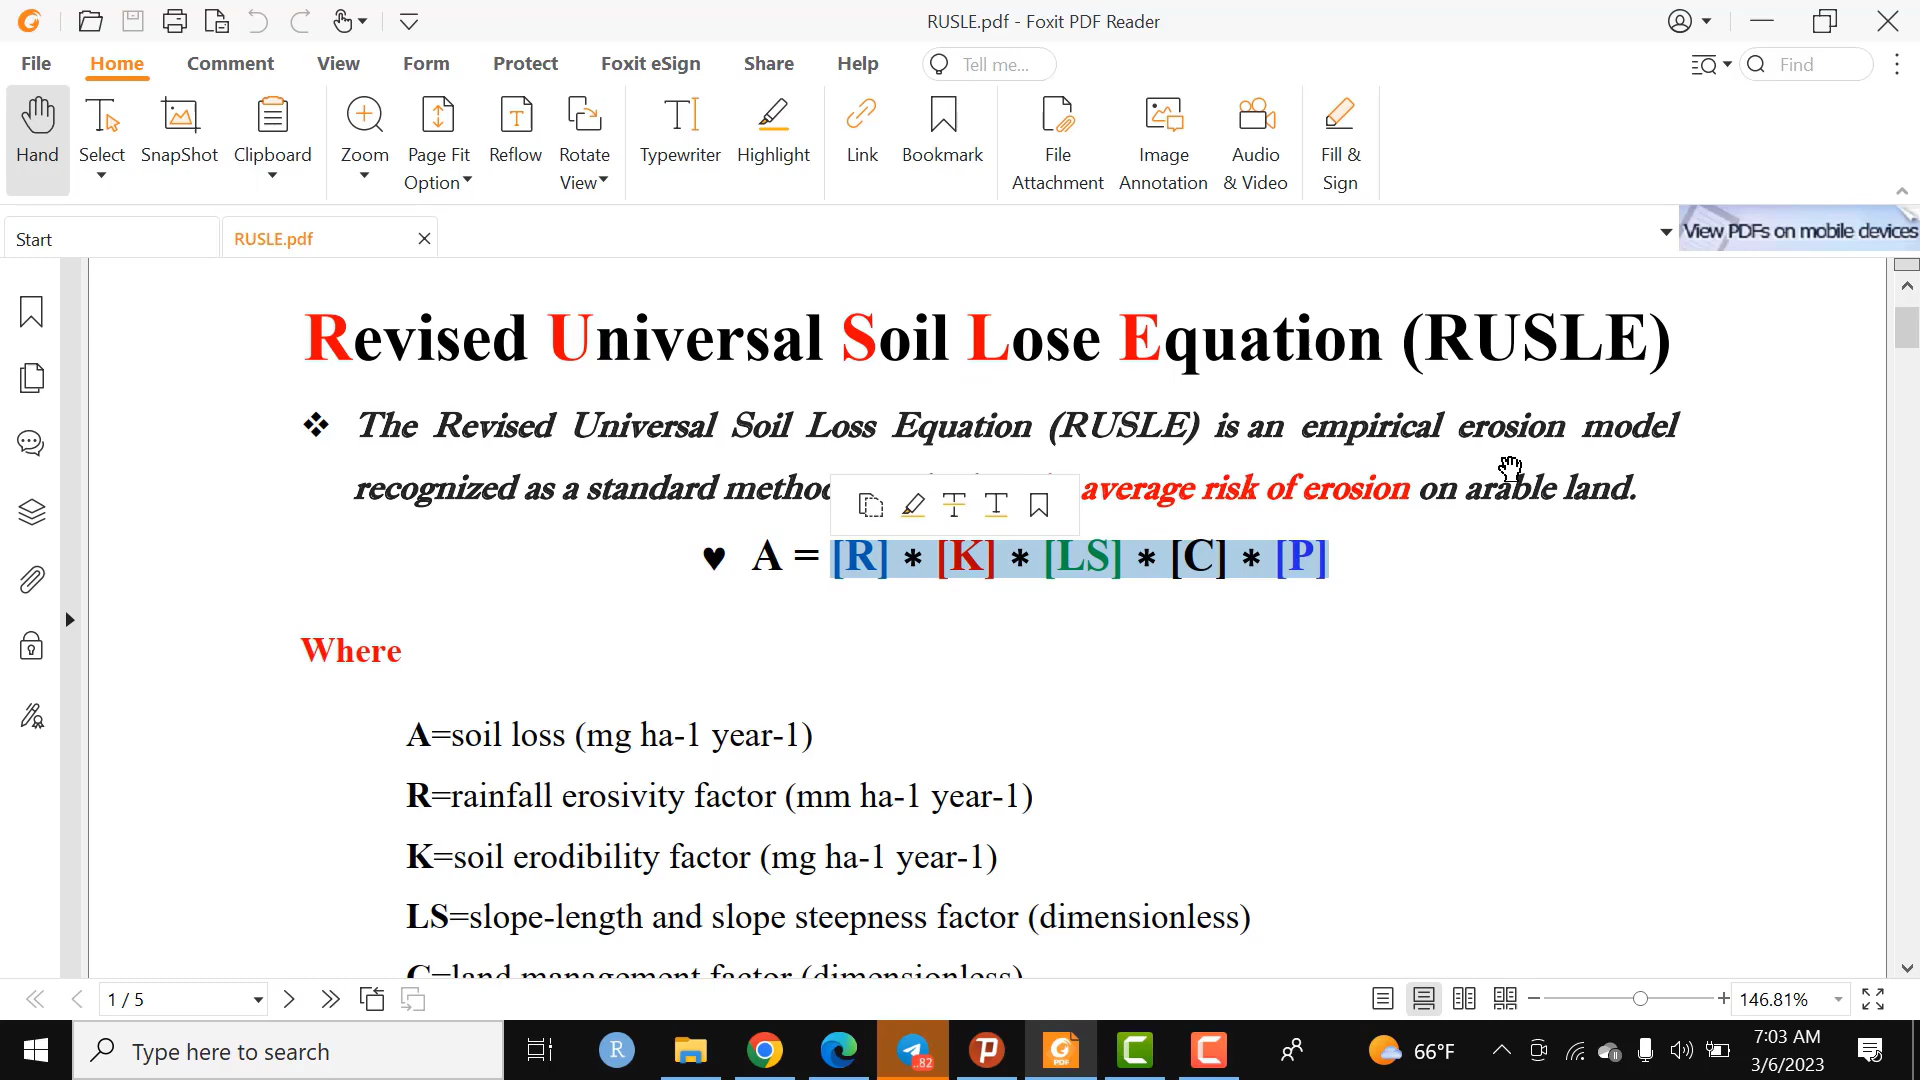 RUSLE.pdf - Foxit PDF Reader
File Home Comment View Form Protect Foxit eSign Share Help Tell me... Find
Hand Select SnapShot Clipboard Zoom Page Fit Option Reflow Rotate View Typewriter Highlight Link Bookmark File Attachment Image Annotation Audio & Video Fill & Sign
Start RUSLE.pdf View PDFs on mobile devices
Revised Universal Soil Lose Equation (RUSLE)
❖ The Revised Universal Soil Loss Equation (RUSLE) is an empirical erosion model
recognized as a standard method average risk of erosion on arable land.
♥ A = [R] * [K] * [LS] * [C] * [P]
Where
A=soil loss (mg ha-1 year-1)
R=rainfall erosivity factor (mm ha-1 year-1)
K=soil erodibility factor (mg ha-1 year-1)
LS=slope-length and slope steepness factor (dimensionless)
C=land management factor (dimensionless)
1 / 5 146.81%
Type here to search R ..82 66°F 7:03 AM
3/6/2023